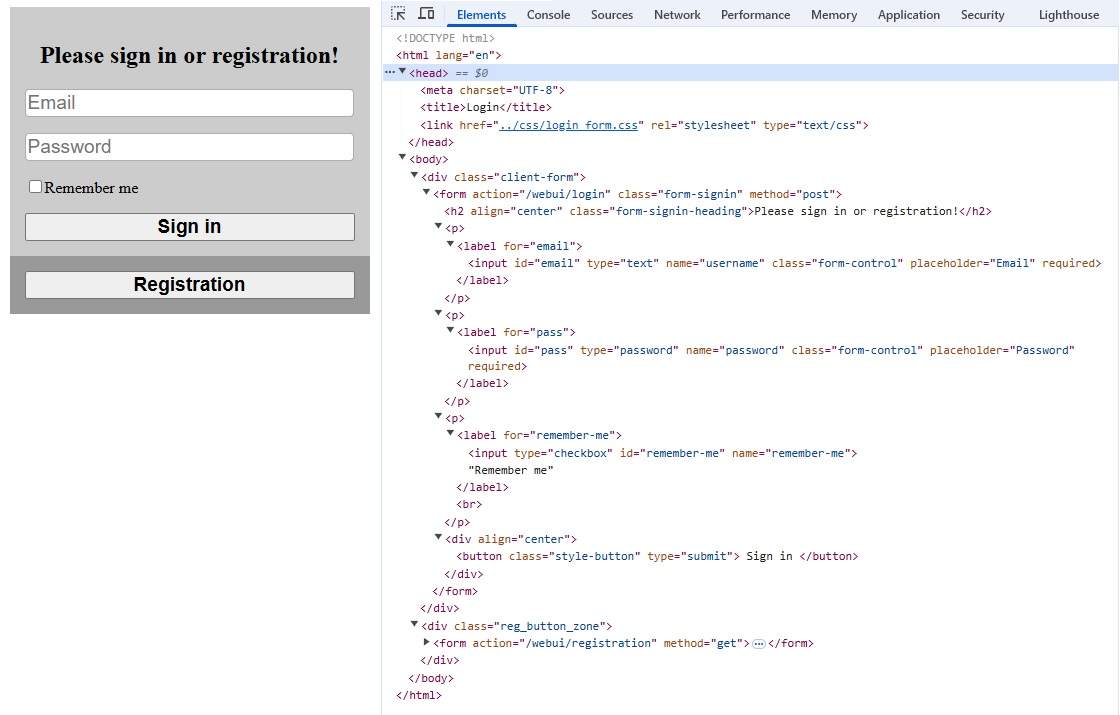 Please sign in or registration!
Email
Password
Remember me
Sign in
Registration
Elements Console Sources Network Performance Memory Application Security Lighthouse
<!DOCTYPE html>
<html lang="en">
<head> == $0
<meta charset="UTF-8">
<title>Login</title>
<link href="../css/login_form.css" rel="stylesheet" type="text/css">
</head>
<body>
<div class="client-form">
<form action="/webui/login" class="form-signin" method="post">
<h2 align="center" class="form-signin-heading">Please sign in or registration!</h2>
<p>
<label for="email">
<input id="email" type="text" name="username" class="form-control" placeholder="Email" required>
</label>
</p>
<p>
<label for="pass">
<input id="pass" type="password" name="password" class="form-control" placeholder="Password"
required>
</label>
</p>
<p>
<label for="remember-me">
<input type="checkbox" id="remember-me" name="remember-me">
"Remember me"
</label>
<br>
</p>
<div align="center">
<button class="style-button" type="submit"> Sign in </button>
</div>
</form>
</div>
<div class="reg_button_zone">
<form action="/webui/registration" method="get">…</form>
</div>
</body>
</html>